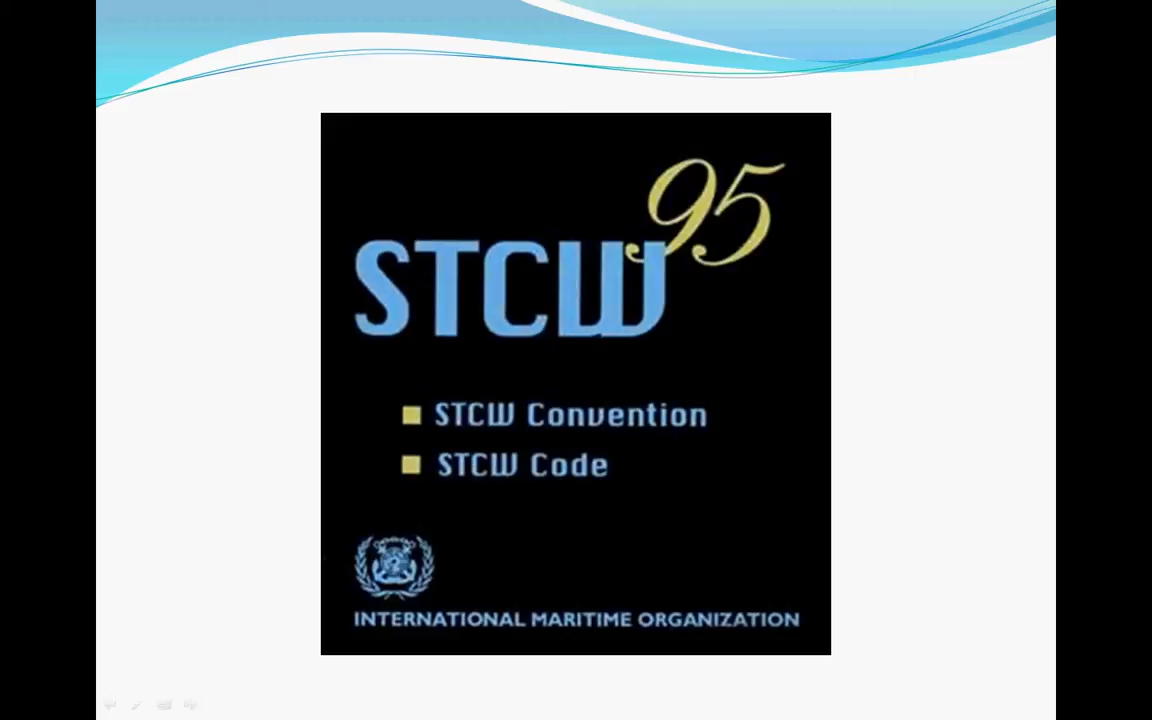 95
STCW
STCW Convention
STCW Code
INTERNATIONAL MARITIME ORGANIZATION